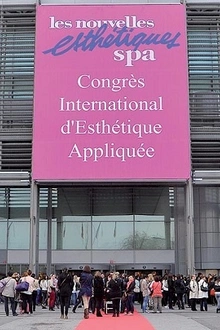 les nouvelles
esthétiques
spa
Congrès
International
d'Esthétique
Appliquée